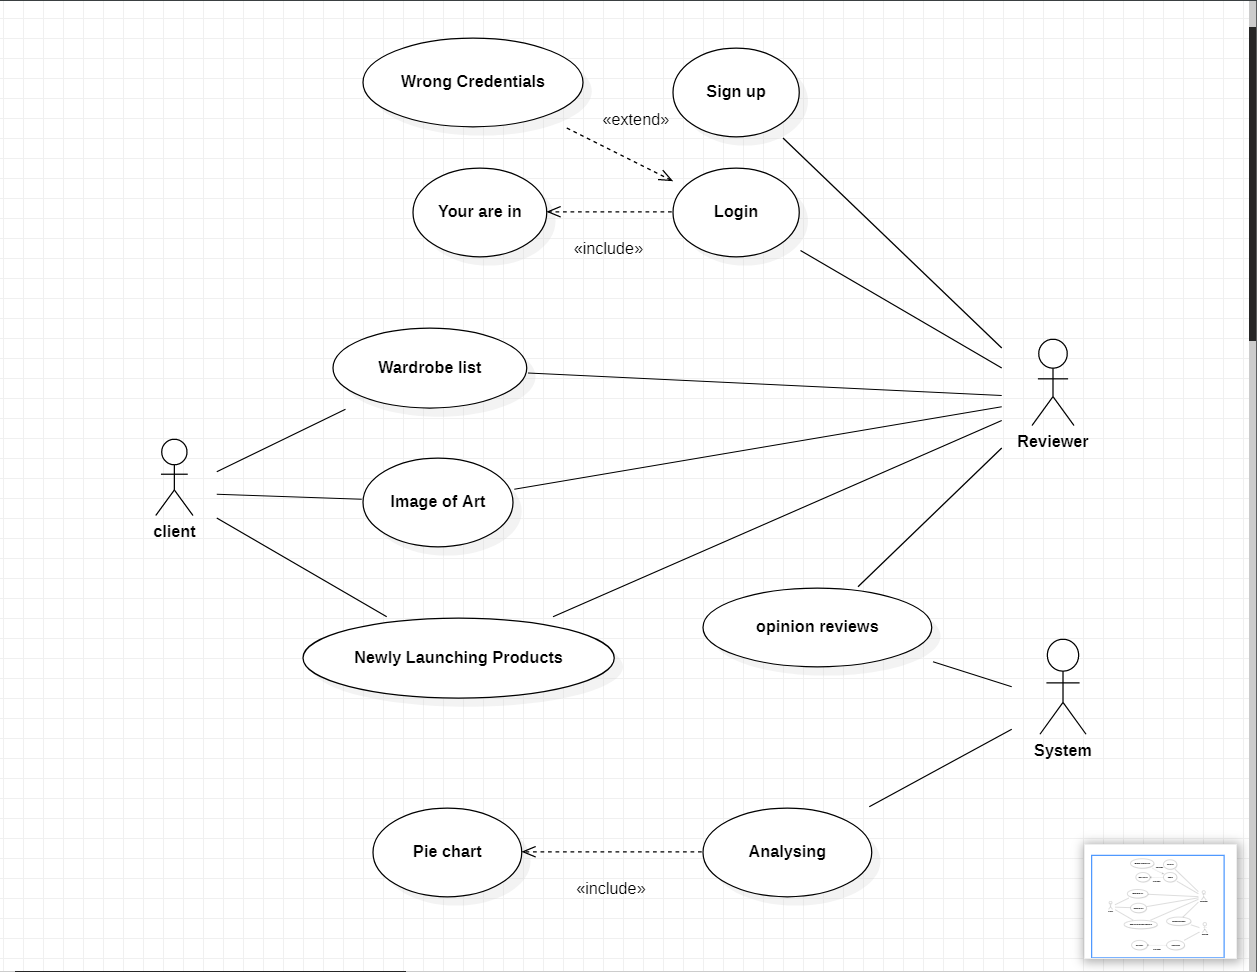 Wrong Credentials
Sign up
«extend»
Your are in
Login
«include»
Wardrobe list
Reviewer
Image of Art
client
opinion reviews
Newly Launching Products
System
Pie chart
Analysing
«include»